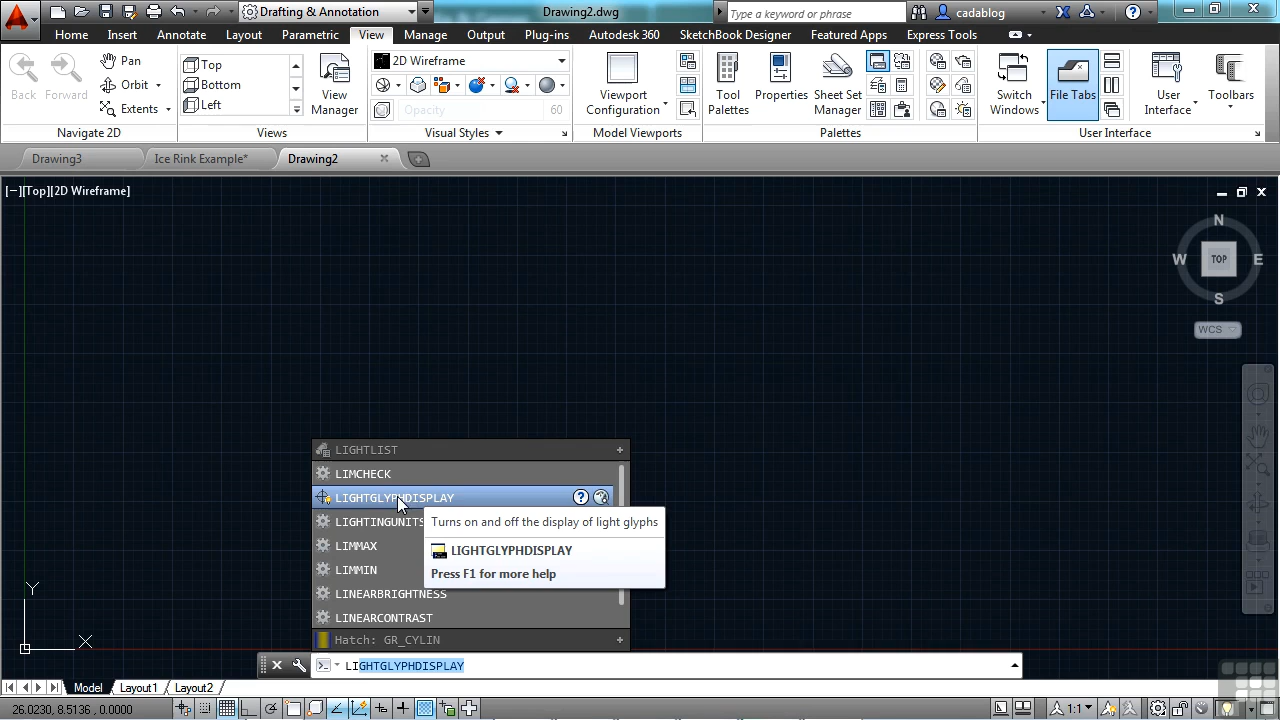 Drafting & Annotation
Drawing2.dwg
Type a keyword or phrase
cadablog
Home Insert Annotate Layout Parametric View Manage Output Plug-ins Autodesk 360 SketchBook Designer Featured Apps Express Tools
Back
Forward
Pan
Orbit
Extents
Navigate 2D
Top
Bottom
Left
View
Manager
Views
2D Wireframe
Opacity 60
Visual Styles
Viewport
Configuration
Model Viewports
Tool
Palettes
Properties
Sheet Set
Manager
Palettes
Switch
Windows
File Tabs
User
Interface
Toolbars
User Interface
Drawing3
Ice Rink Example*
Drawing2
[−][Top][2D Wireframe]
N
W TOP E
S
WCS
LIGHTLIST
LIMCHECK
LIGHTGLYPHDISPLAY
LIGHTINGUNITS
LIMMAX
LIMMIN
LINEARBRIGHTNESS
LINEARCONTRAST
Hatch: GR_CYLIN
Turns on and off the display of light glyphs
LIGHTGLYPHDISPLAY
Press F1 for more help
Y
X
LIGHTGLYPHDISPLAY
Model Layout1 Layout2
26.0230, 8.5136, 0.0000
1:1